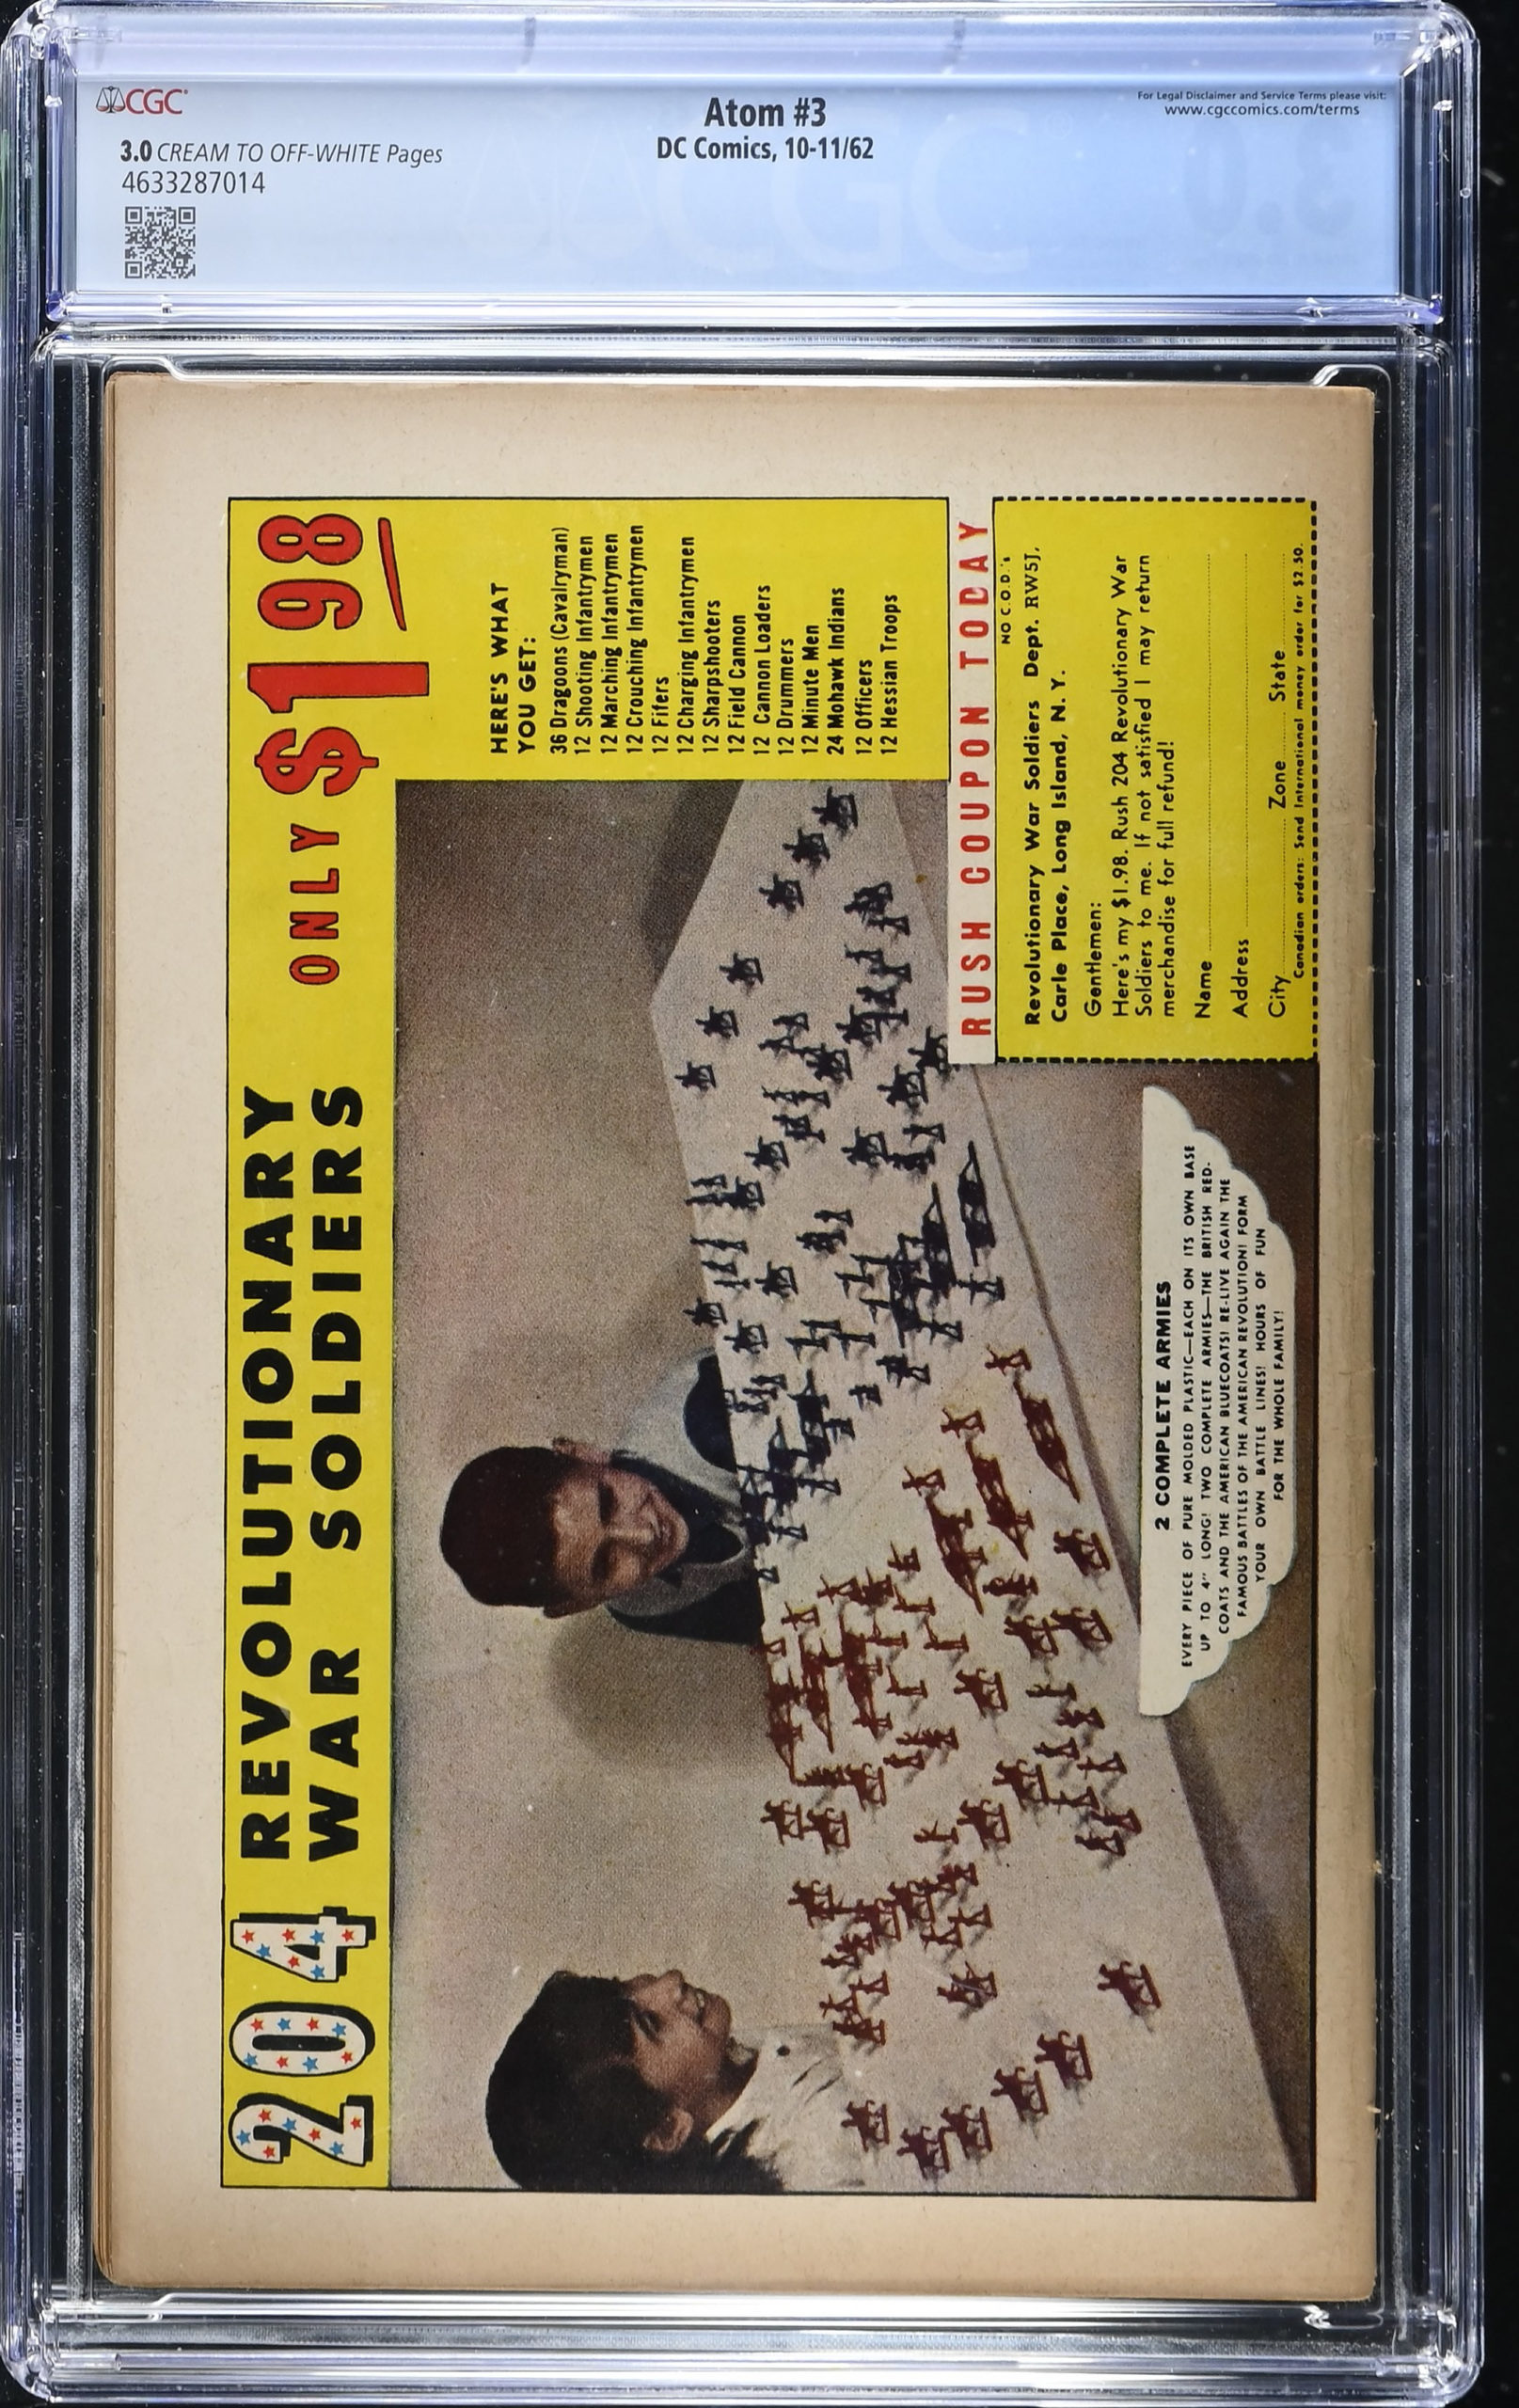 CGC
3.0 CREAM TO OFF-WHITE Pages
4633287014
Atom #3
DC Comics, 10-11/62
For Legal Disclaimer and Service Terms please visit:
www.cgccomics.com/terms
204 REVOLUTIONARY
WAR SOLDIERS
ONLY $1 98
HERE'S WHAT
YOU GET:
36 Dragoons (Cavalryman)
12 Shooting Infantrymen
12 Marching Infantrymen
12 Crouching Infantrymen
12 Fifers
12 Charging Infantrymen
12 Sharpshooters
12 Field Cannon
12 Cannon Loaders
12 Drummers
12 Minute Men
24 Mohawk Indians
12 Officers
12 Hessian Troops
RUSH COUPON TODAY
NO C.O.D.'s
Revolutionary War Soldiers Dept. RW5J,
Carle Place, Long Island, N. Y.
Gentlemen:
Here's my $1.98. Rush 204 Revolutionary War
Soldiers to me. If not satisfied I may return
merchandise for full refund!
Name
Address
City Zone State
Canadian orders: Send International money order for $2.50.
2 COMPLETE ARMIES
EVERY PIECE OF PURE MOLDED PLASTIC—EACH ON ITS OWN BASE
UP TO 4" LONG! TWO COMPLETE ARMIES—THE BRITISH RED-
COATS AND THE AMERICAN BLUECOATS! RE-LIVE AGAIN THE
FAMOUS BATTLES OF THE AMERICAN REVOLUTION! FORM
YOUR OWN BATTLE LINES! HOURS OF FUN
FOR THE WHOLE FAMILY!